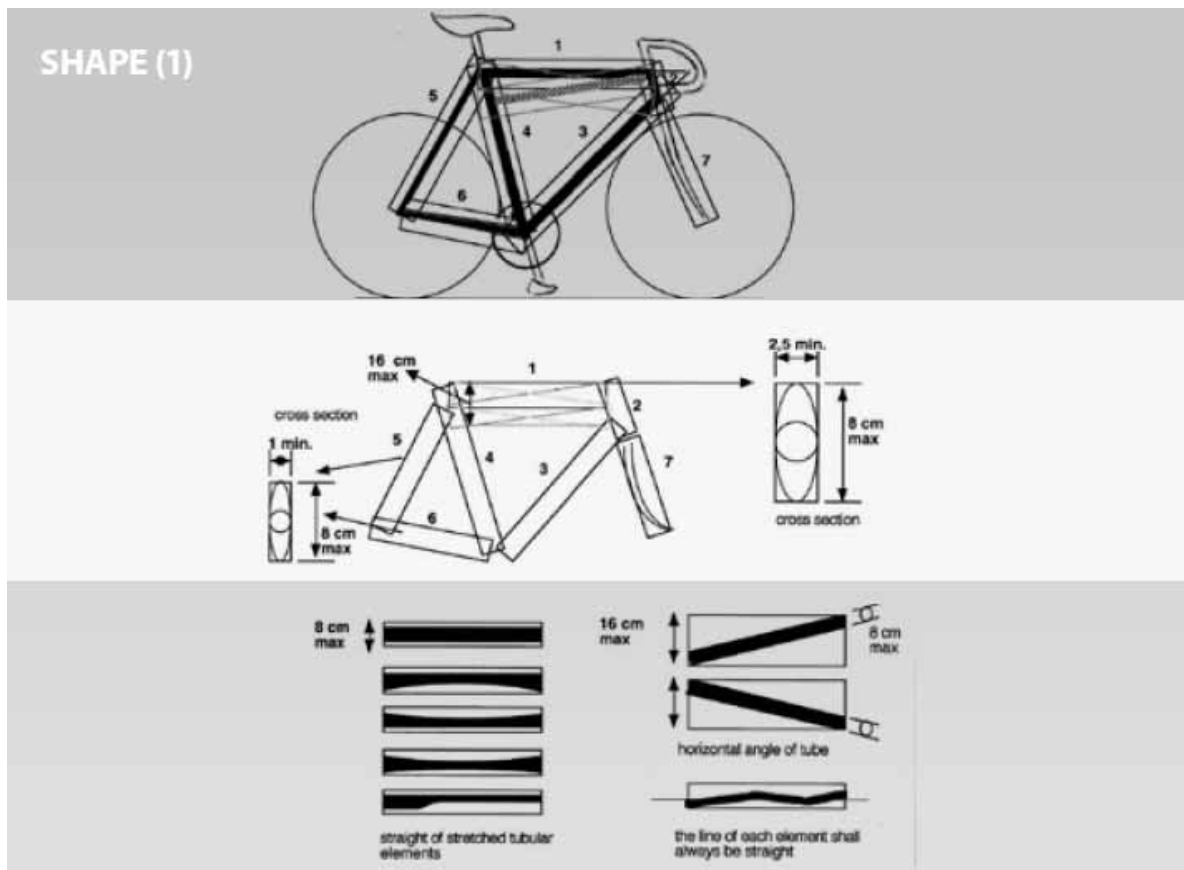 SHAPE (1)
1
2
5
4
3
7
6
16 cm
max
1
2,5 min.
cross section
1 min.
5
4
3
2
7
8 cm
max
6
8 cm
max
cross section
8 cm
max
16 cm
max
8 cm
max
horizontal angle of tube
straight of stretched tubular
elements
the line of each element shall
always be straight